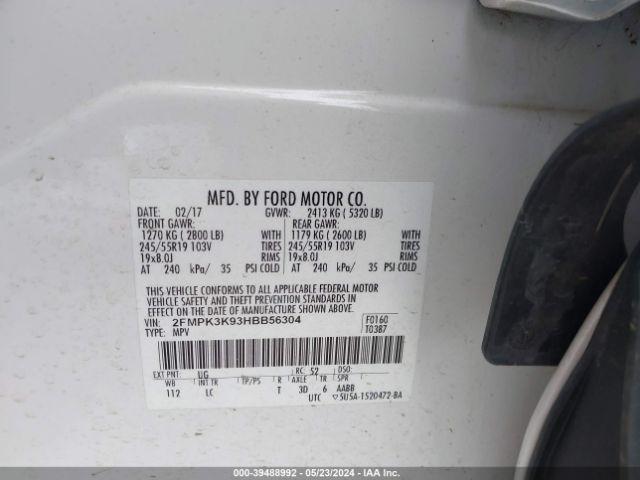 MFD. BY FORD MOTOR CO.
DATE: 02/17 GVWR: 2413 KG ( 5320 LB)
FRONT GAWR: REAR GAWR:
1270 KG ( 2800 LB) WITH 1179 KG ( 2600 LB) WITH
245/55R19 103V TIRES 245/55R19 103V TIRES
19x8.0J RIMS 19x8.0J RIMS
AT 240 kPa/ 35 PSI COLD AT 240 kPa/ 35 PSI COLD
THIS VEHICLE CONFORMS TO ALL APPLICABLE FEDERAL MOTOR
VEHICLE SAFETY AND THEFT PREVENTION STANDARDS IN
EFFECT ON THE DATE OF MANUFACTURE SHOWN ABOVE.
VIN: 2FMPK3K93HBB56304 F0160
TYPE: MPV T0387
EXT PNT: UG RC: 52 DSO:
WB INT TR TP/PS R AXLE TR SPR
112 LC T 3D 6 AABB
UTC ▽5U5A-1520472-BA
000-39488992 - 05/23/2024 - IAA Inc.